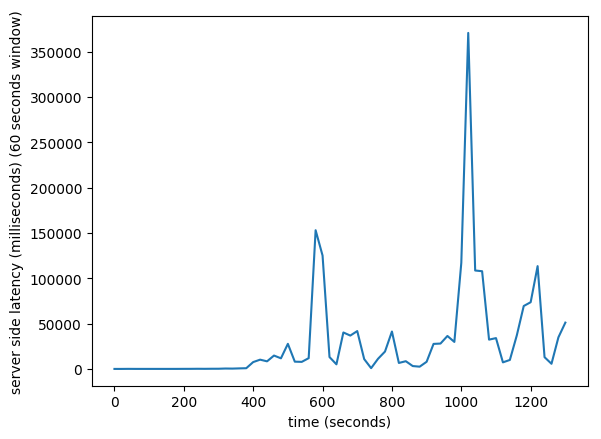 server side latency (milliseconds) (60 seconds window)
350000
300000
250000
200000
150000
100000
50000
0
0 200 400 600 800 1000 1200
time (seconds)